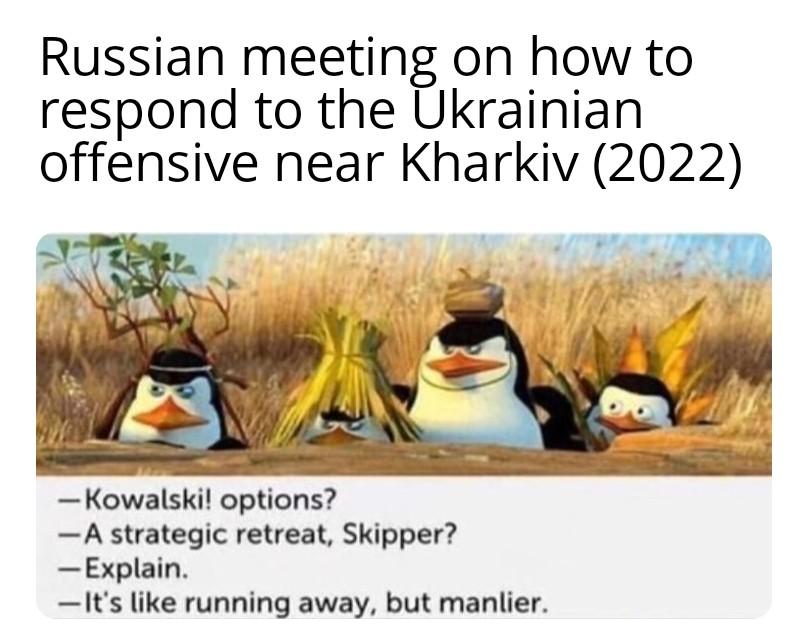 Russian meeting on how to
respond to the Ukrainian
offensive near Kharkiv (2022)
—Kowalski! options?
—A strategic retreat, Skipper?
—Explain.
—It's like running away, but manlier.